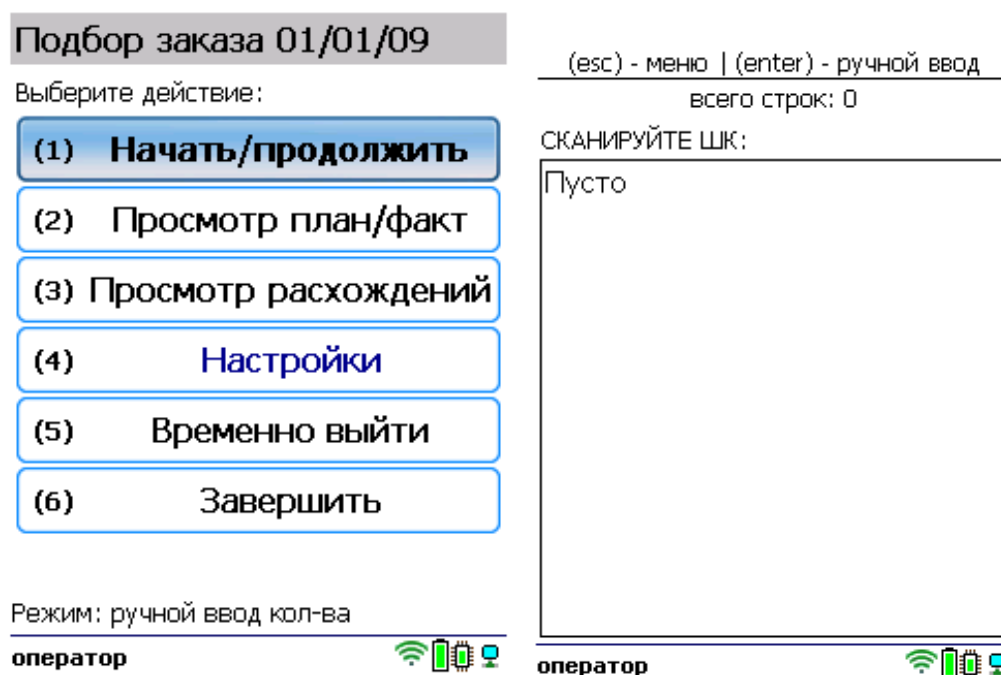 Подбор заказа 01/01/09
Выберите действие:
(1) Начать/продолжить
(2) Просмотр план/факт
(3) Просмотр расхождений
(4) Настройки
(5) Временно выйти
(6) Завершить
Режим: ручной ввод кол-ва
оператор
(esc) - меню | (enter) - ручной ввод
всего строк: 0
СКАНИРУЙТЕ ШК:
Пусто
оператор